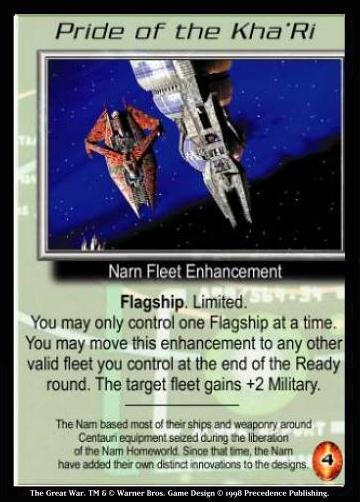 Pride of the Kha'Ri
Narn Fleet Enhancement
Flagship. Limited.
You may only control one Flagship at a time.
You may move this enhancement to any other
valid fleet you control at the end of the Ready
round. The target fleet gains +2 Military.
The Narn based most of their ships and weaponry around
Centauri equipment seized during the liberation
of the Narn Homeworld. Since that time, the Narn
have added their own distinct innovations to the designs.
4
The Great War. TM & © Warner Bros. Game Design © 1998 Precedence Publishing.